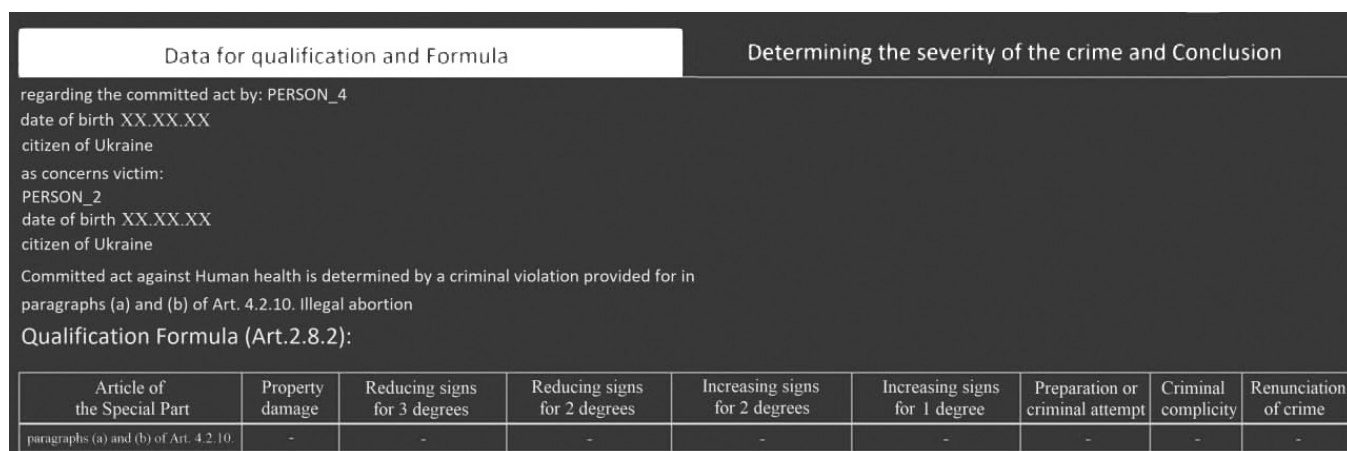 Data for qualification and Formula
Determining the severity of the crime and Conclusion
regarding the committed act by: PERSON_4
date of birth XX.XX.XX
citizen of Ukraine
as concerns victim:
PERSON_2
date of birth XX.XX.XX
citizen of Ukraine
Committed act against Human health is determined by a criminal violation provided for in
paragraphs (a) and (b) of Art. 4.2.10. Illegal abortion
Qualification Formula (Art.2.8.2):
Article of the Special Part | Property damage | Reducing signs for 3 degrees | Reducing signs for 2 degrees | Increasing signs for 2 degrees | Increasing signs for 1 degree | Preparation or criminal attempt | Criminal complicity | Renunciation of crime
paragraphs (a) and (b) of Art. 4.2.10. | - | - | - | - | - | - | - | -